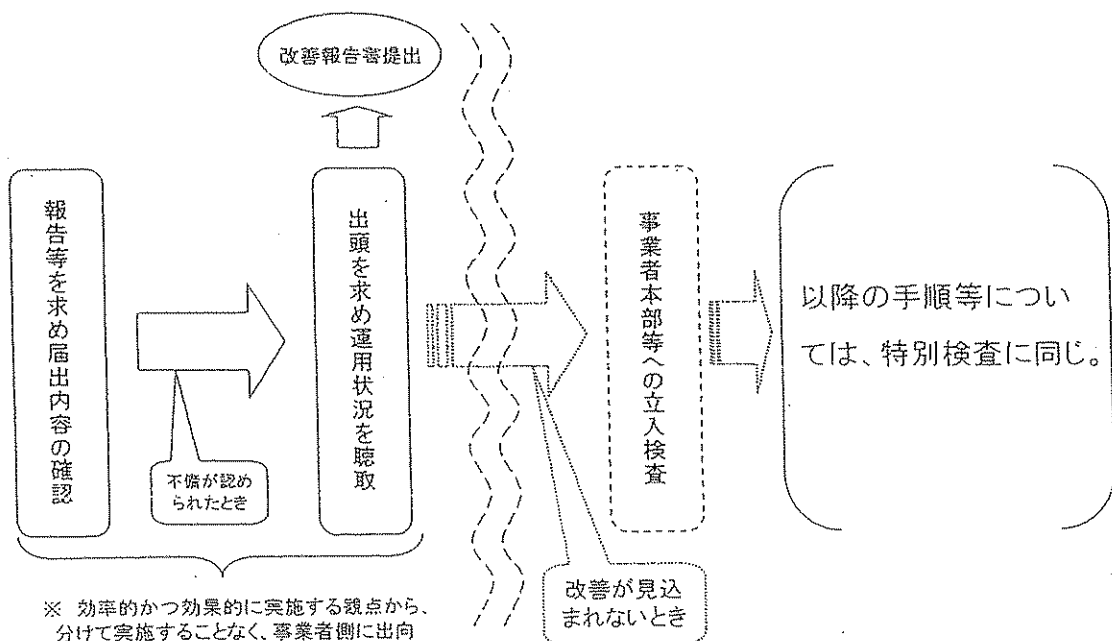 改善報告等提出
報告等を求め届出内容の確認
不備が認め
られたとき
出頭を求め運用状況を聴取
改善が見込
まれないとき
事業者本部等への立入検査
以降の手順等につい
ては、特別検査に同じ。
※ 効率的かつ効果的に実施する観点から、
分けて実施することなく、事業者側に出向